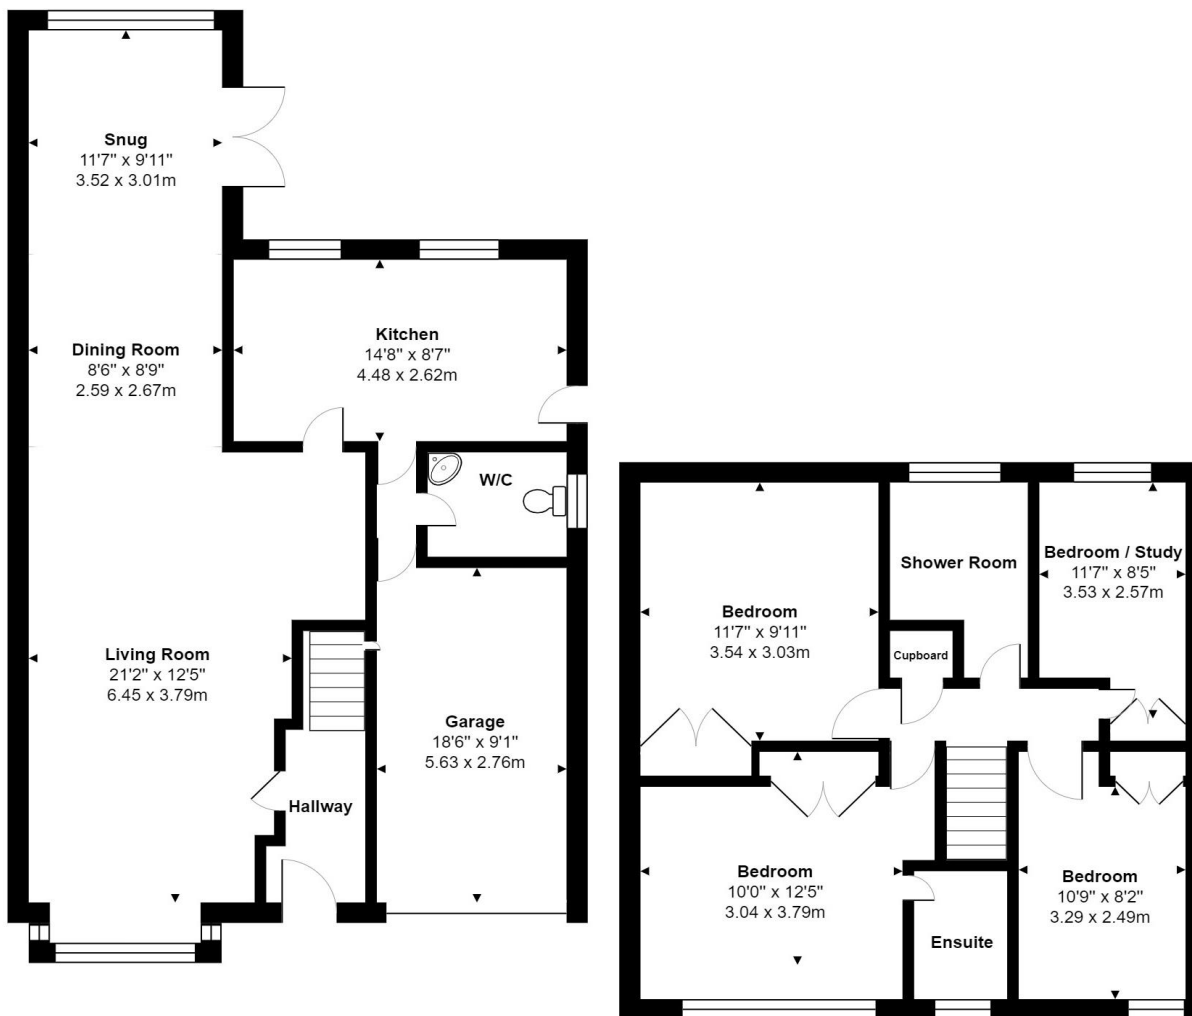 Snug
11'7" x 9'11"
3.52 x 3.01m
Dining Room
8'6" x 8'9"
2.59 x 2.67m
Kitchen
14'8" x 8'7"
4.48 x 2.62m
W/C
Living Room
21'2" x 12'5"
6.45 x 3.79m
Garage
18'6" x 9'1"
5.63 x 2.76m
Hallway
Bedroom
11'7" x 9'11"
3.54 x 3.03m
Shower Room
Cupboard
Bedroom / Study
11'7" x 8'5"
3.53 x 2.57m
Bedroom
10'0" x 12'5"
3.04 x 3.79m
Ensuite
Bedroom
10'9" x 8'2"
3.29 x 2.49m